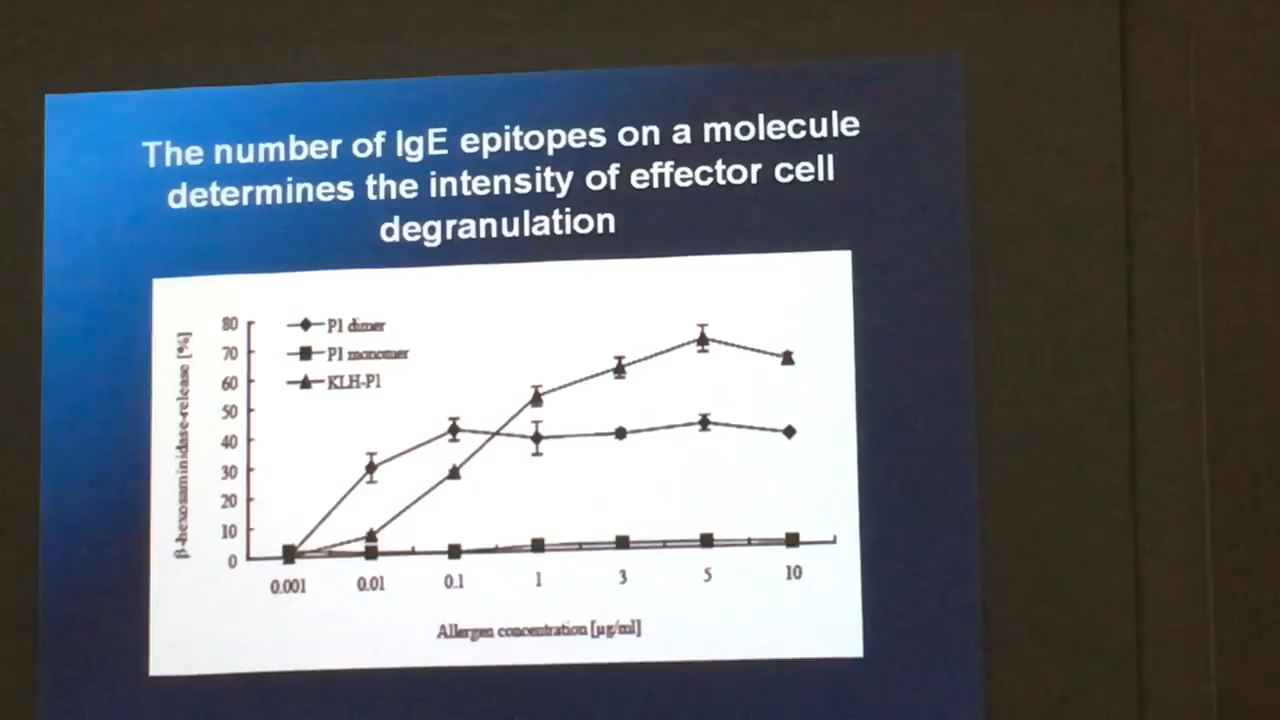 The number of IgE epitopes on a molecule
determines the intensity of effector cell
degranulation
P1 dimer
P1 monomer
KLH-P1
β-hexosaminidase-release [%]
80
70
60
50
40
30
20
10
0
0.001 0.01 0.1 1 3 5 10
Allergen concentration [µg/ml]